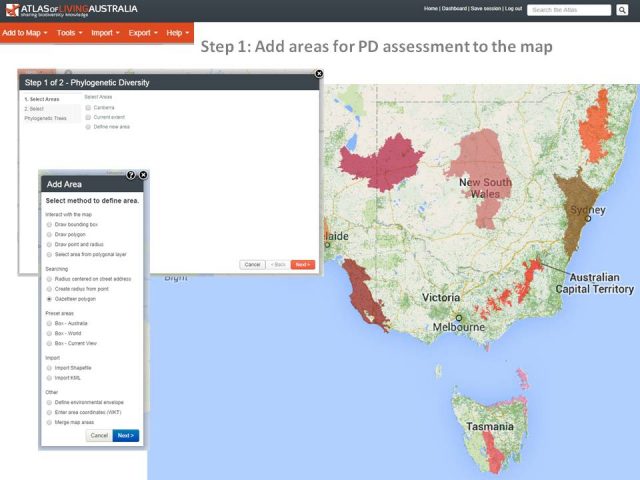 ATLAS OF LIVING AUSTRALIA
sharing biodiversity knowledge
Home | Dashboard | Save session | Log out
Search the Atlas
Add to Map
Tools
Import
Export
Help
Step 1: Add areas for PD assessment to the map
Step 1 of 2 - Phylogenetic Diversity
1. Select Areas
2. Select
Phylogenetic Trees
Select Areas
Canberra
Current extent
Define new area
Cancel
< Back
Next >
Add Area
?
Select method to define area.
Interact with the map
Draw bounding box
Draw polygon
Draw point and radius
Select area from polygonal layer
Searching
Radius centered on street address
Create radius from point
Gazetteer polygon
Preset areas
Box - Australia
Box - World
Box - Current View
Import
Import Shapefile
Import KML
Other
Define environmental envelope
Enter area coordinates (WKT)
Merge map areas
Cancel
Next >
New South
Wales
Sydney
laide
Bight
Australian
Capital Territory
Victoria
Melbourne
Tasmania